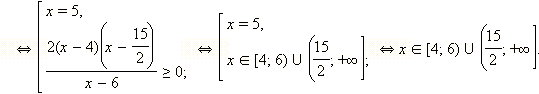 ⇔ [ x = 5, 2(x − 4)(x − 15/2) / (x − 6) ≥ 0; ⇔ [ x = 5, x ∈ [4; 6) ∪ (15/2; +∞]; ⇔ x ∈ [4; 6) ∪ (15/2; +∞].